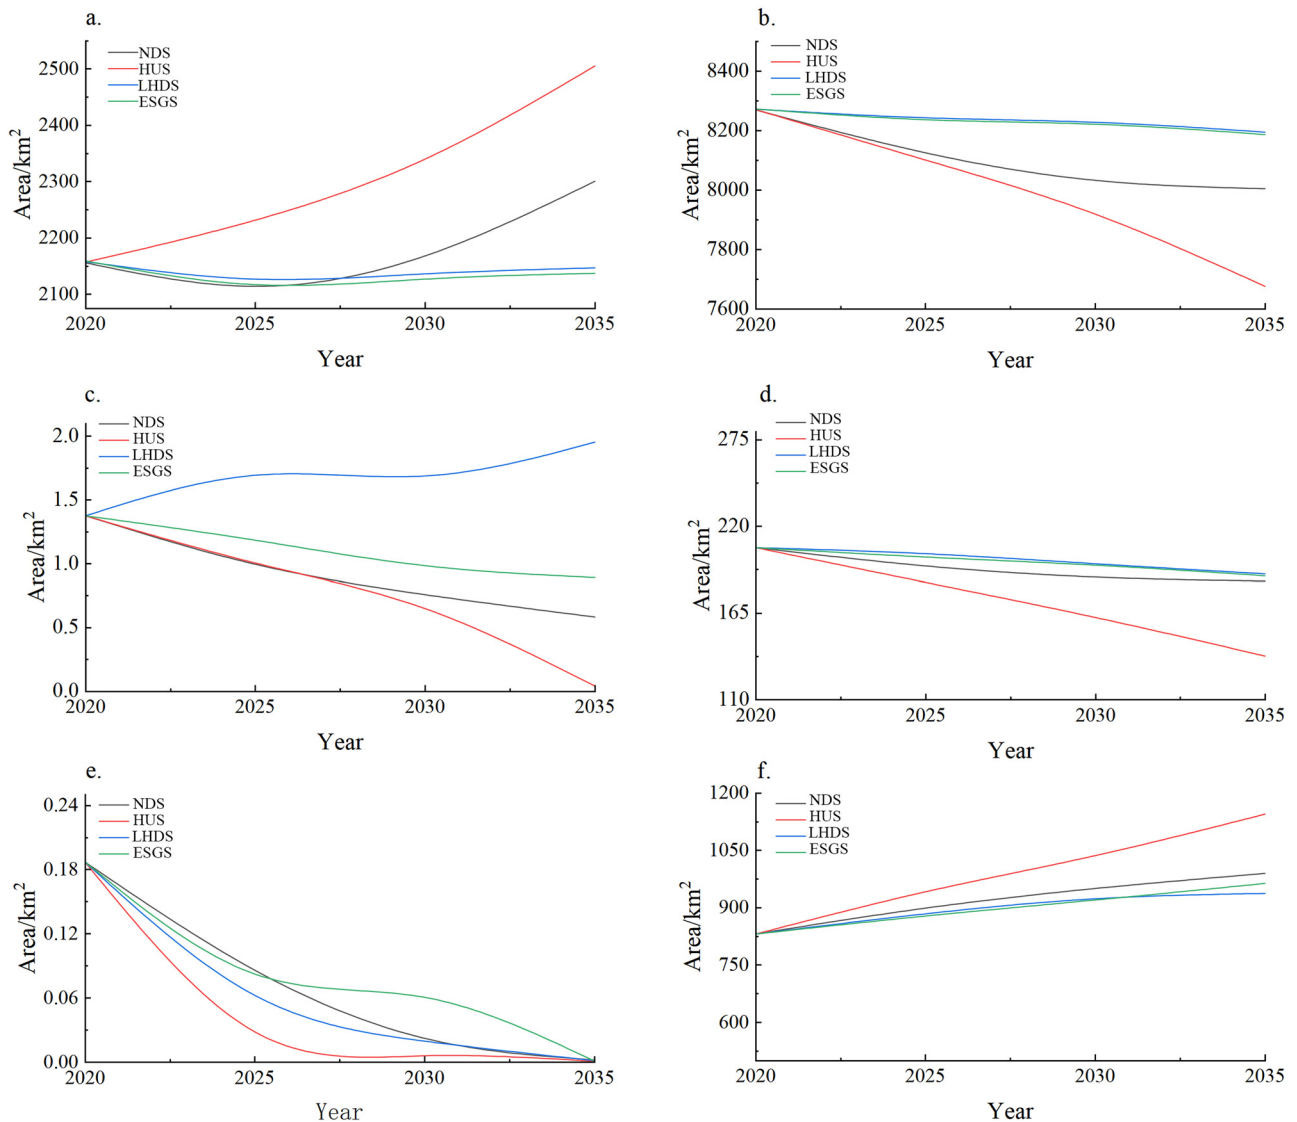 a.
NDS
HUS
LHDS
ESGS
2500
2400
2300
2200
2100
Area/km²
2020
2025
2030
2035
Year
b.
NDS
HUS
LHDS
ESGS
8400
8200
8000
7800
7600
Area/km²
2020
2025
2030
2035
Year
c.
NDS
HUS
LHDS
ESGS
2.0
1.5
1.0
0.5
0.0
Area/km²
2020
2025
2030
2035
Year
d.
NDS
HUS
LHDS
ESGS
275
220
165
110
Area/km²
2020
2025
2030
2035
Year
e.
NDS
HUS
LHDS
ESGS
0.24
0.18
0.12
0.06
0.00
Area/km²
2020
2025
2030
2035
Year
f.
NDS
HUS
LHDS
ESGS
1200
1050
900
750
600
Area/km²
2020
2025
2030
2035
Year